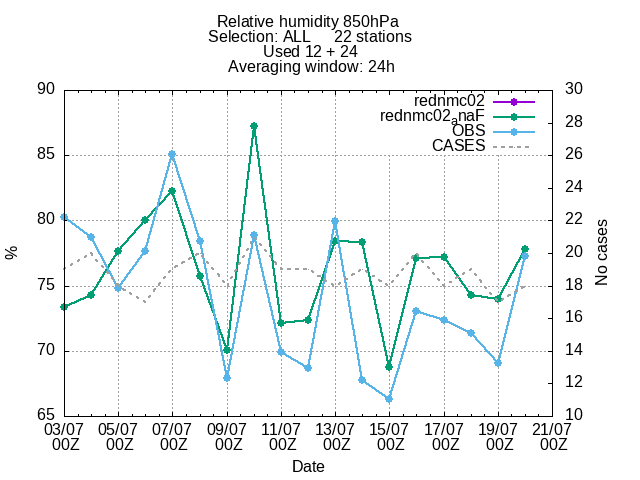 Relative humidity 850hPa
Selection: ALL     22 stations
Used 12 + 24
Averaging window: 24h
90
85
80
75
70
65
%
30
28
26
24
22
20
18
16
14
12
10
No cases
rednmc02
rednmc02anaF
OBS
CASES
03/07 05/07 07/07 09/07 11/07 13/07 15/07 17/07 19/07 21/07
00Z 00Z 00Z 00Z 00Z 00Z 00Z 00Z 00Z 00Z
Date